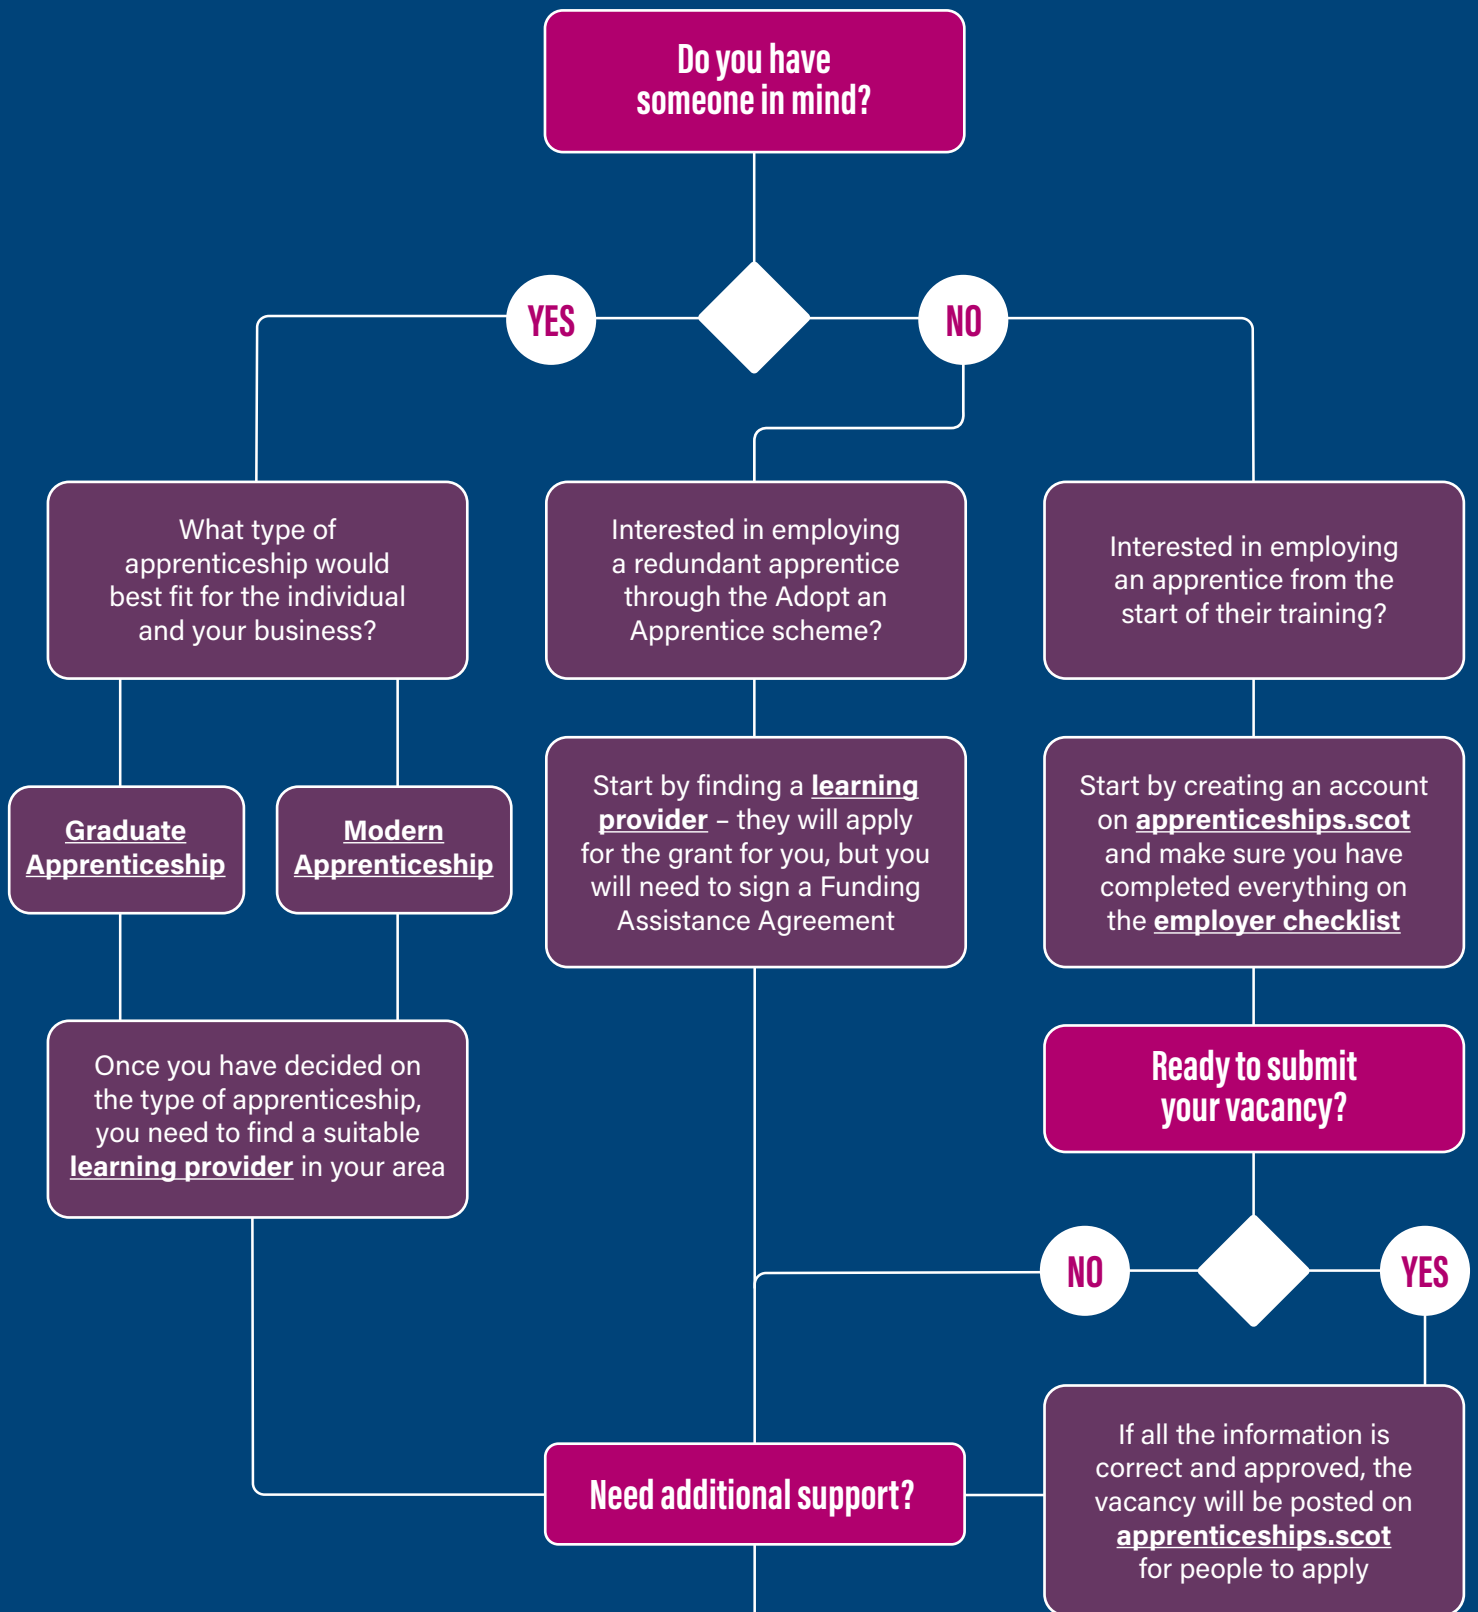 Do you have
someone in mind?
YES
NO
What type of
apprenticeship would
best fit for the individual
and your business?
Interested in employing
a redundant apprentice
through the Adopt an
Apprentice scheme?
Interested in employing
an apprentice from the
start of their training?
Graduate
Apprenticeship
Modern
Apprenticeship
Start by finding a learning
provider – they will apply
for the grant for you, but you
will need to sign a Funding
Assistance Agreement
Start by creating an account
on apprenticeships.scot
and make sure you have
completed everything on
the employer checklist
Once you have decided on
the type of apprenticeship,
you need to find a suitable
learning provider in your area
Ready to submit
your vacancy?
NO
YES
If all the information is
correct and approved, the
vacancy will be posted on
apprenticeships.scot
for people to apply
Need additional support?